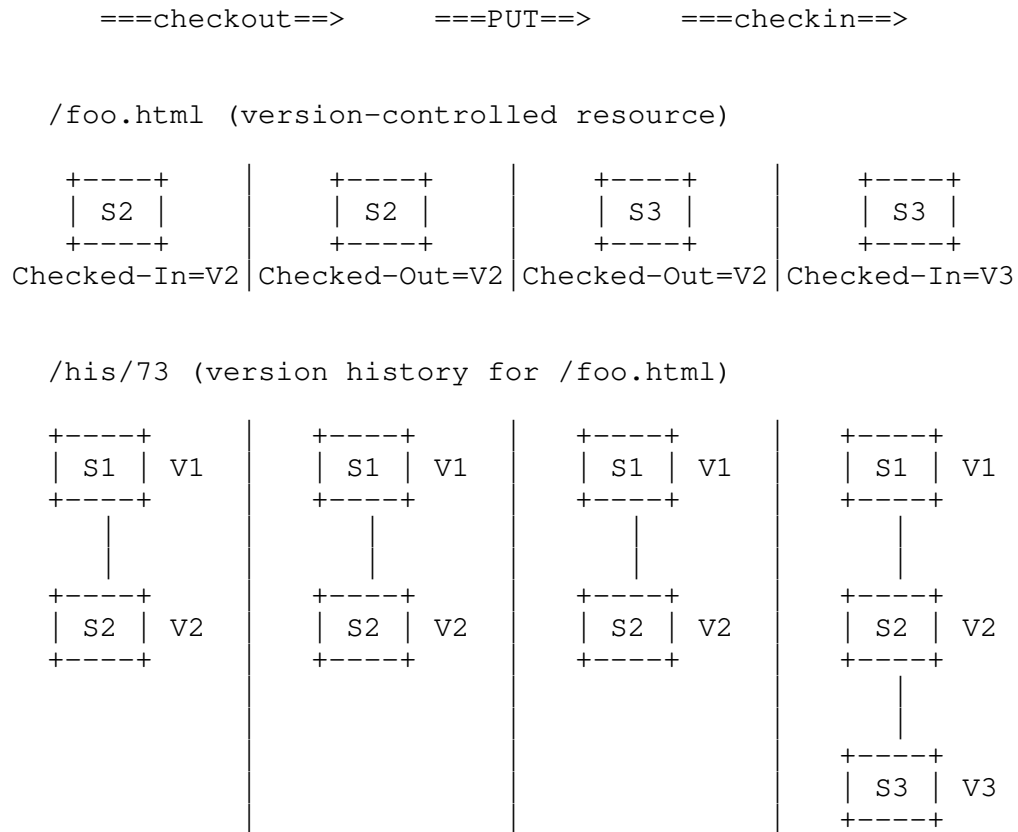 ===checkout==> ===PUT==> ===checkin==>
/foo.html (version-controlled resource)
+----+ | +----+ | +----+ | +----+
| S2 | | | S2 | | | S3 | | | S3 |
+----+ | +----+ | +----+ | +----+
Checked-In=V2|Checked-Out=V2|Checked-Out=V2|Checked-In=V3
/his/73 (version history for /foo.html)
+----+ | +----+ | +----+ | +----+
| S1 | V1 | | S1 | V1 | | S1 | V1 | | S1 | V1
+----+ | +----+ | +----+ | +----+
| | | | | | |
| | | | | | |
+----+ | +----+ | +----+ | +----+
| S2 | V2 | | S2 | V2 | | S2 | V2 | | S2 | V2
+----+ | +----+ | +----+ | +----+
| | | |
| | | |
| | | +----+
| | | | S3 | V3
| | | +----+